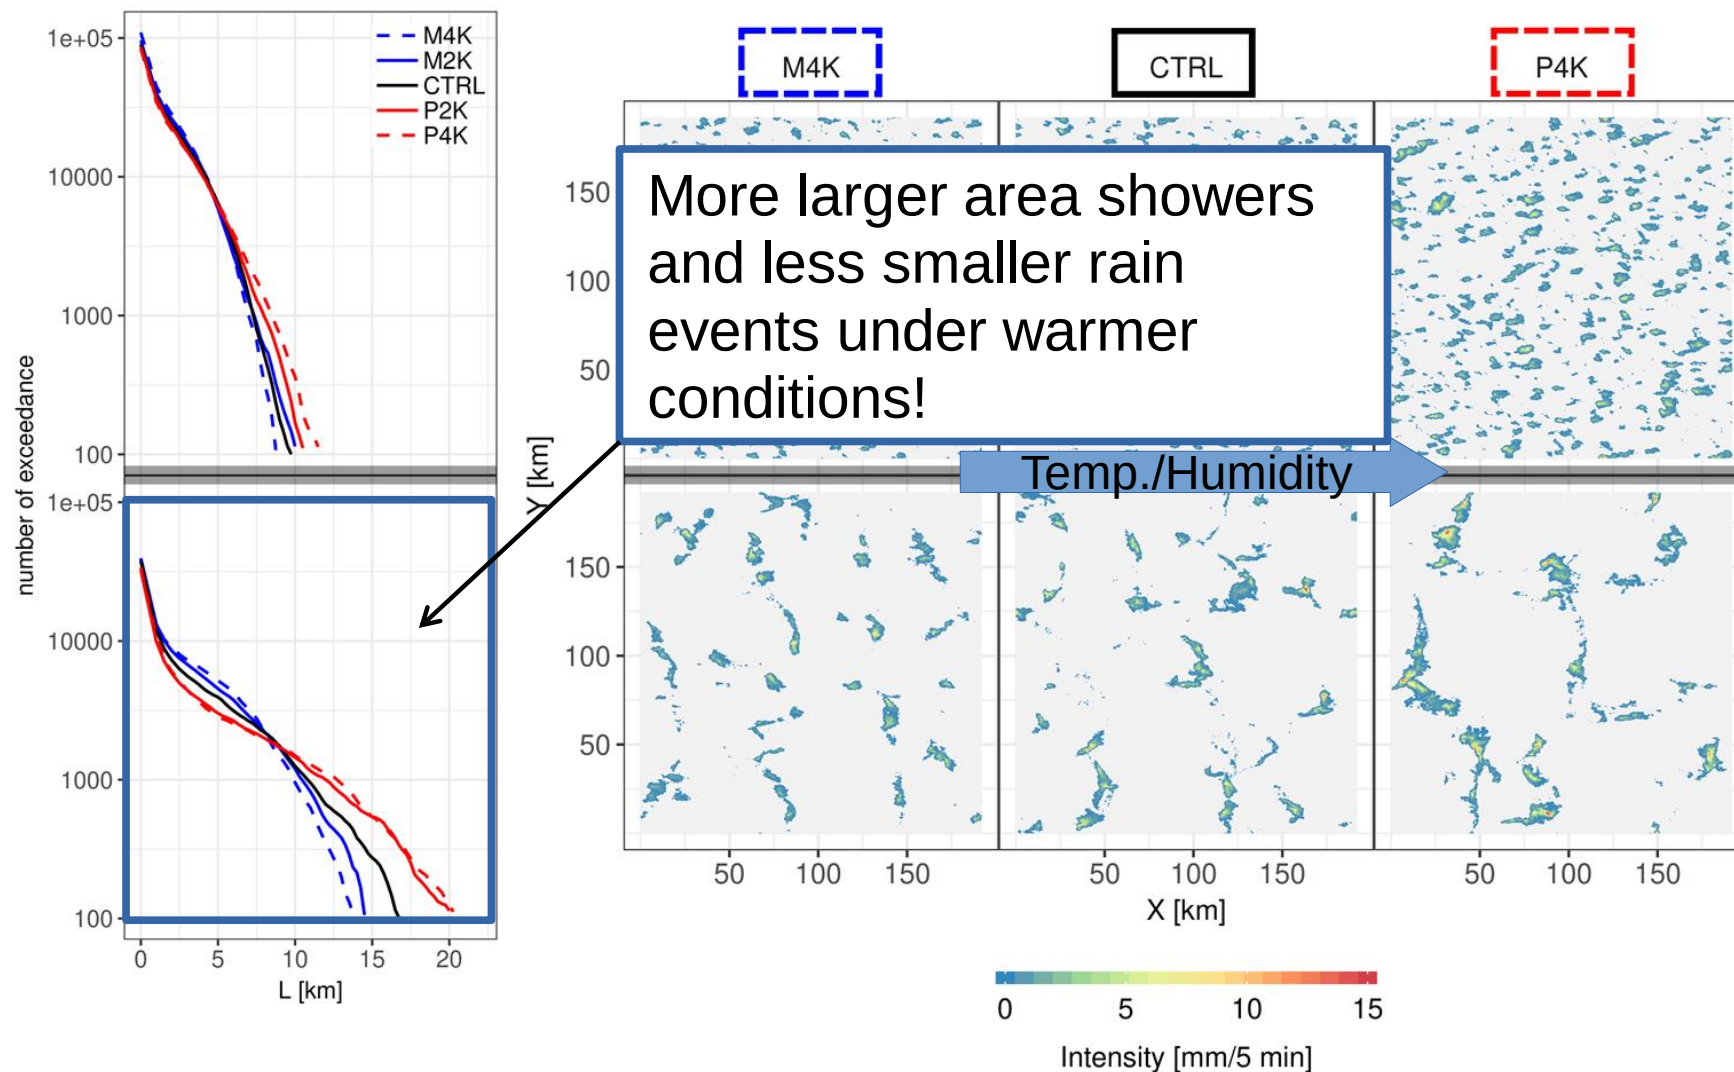 1e+05
10000
1000
100
1e+05
10000
1000
100
number of exceedance
0 5 10 15 20
L [km]
M4K
M2K
CTRL
P2K
P4K
M4K
CTRL
P4K
150
100
50
More larger area showers
and less smaller rain
events under warmer
conditions!
Temp./Humidity
Y [km]
150
100
50
50 100 150
50 100 150
50 100 150
X [km]
0 5 10 15
Intensity [mm/5 min]